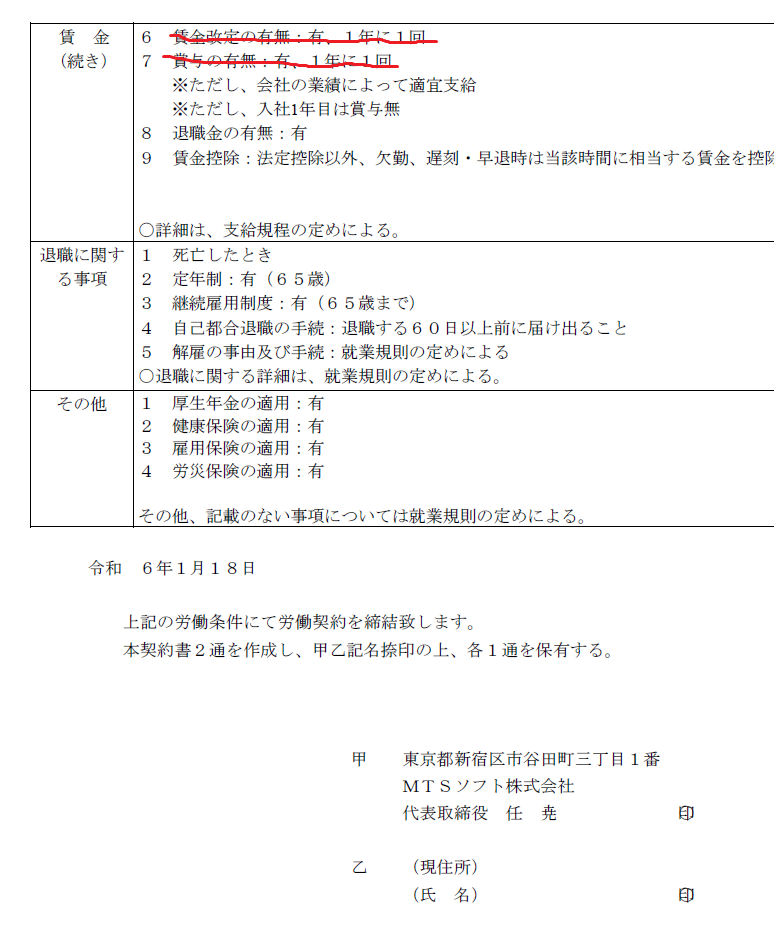 賃　金
（続き）
６　賃金改定の有無：有、１年に１回
７　賞与の有無：有、１年に１回
※ただし、会社の業績によって適宜支給
※ただし、入社1年目は賞与無
８　退職金の有無：有
９　賃金控除：法定控除以外、欠勤、遅刻・早退時は当該時間に相当する賃金を控除
○詳細は、支給規程の定めによる。
退職に関す
る事項
１　死亡したとき
２　定年制：有（６５歳）
３　継続雇用制度：有（６５歳まで）
４　自己都合退職の手続：退職する６０日以上前に届け出ること
５　解雇の事由及び手続：就業規則の定めによる
○退職に関する詳細は、就業規則の定めによる。
その他
１　厚生年金の適用：有
２　健康保険の適用：有
３　雇用保険の適用：有
４　労災保険の適用：有
その他、記載のない事項については就業規則の定めによる。
令和　６年１月１８日
上記の労働条件にて労働契約を締結致します。
本契約書２通を作成し、甲乙記名捺印の上、各１通を保有する。
甲　　東京都新宿区市谷田町三丁目１番
ＭＴＳソフト株式会社
代表取締役　任　堯　　印
乙　　（現住所）
（氏　名）　　印